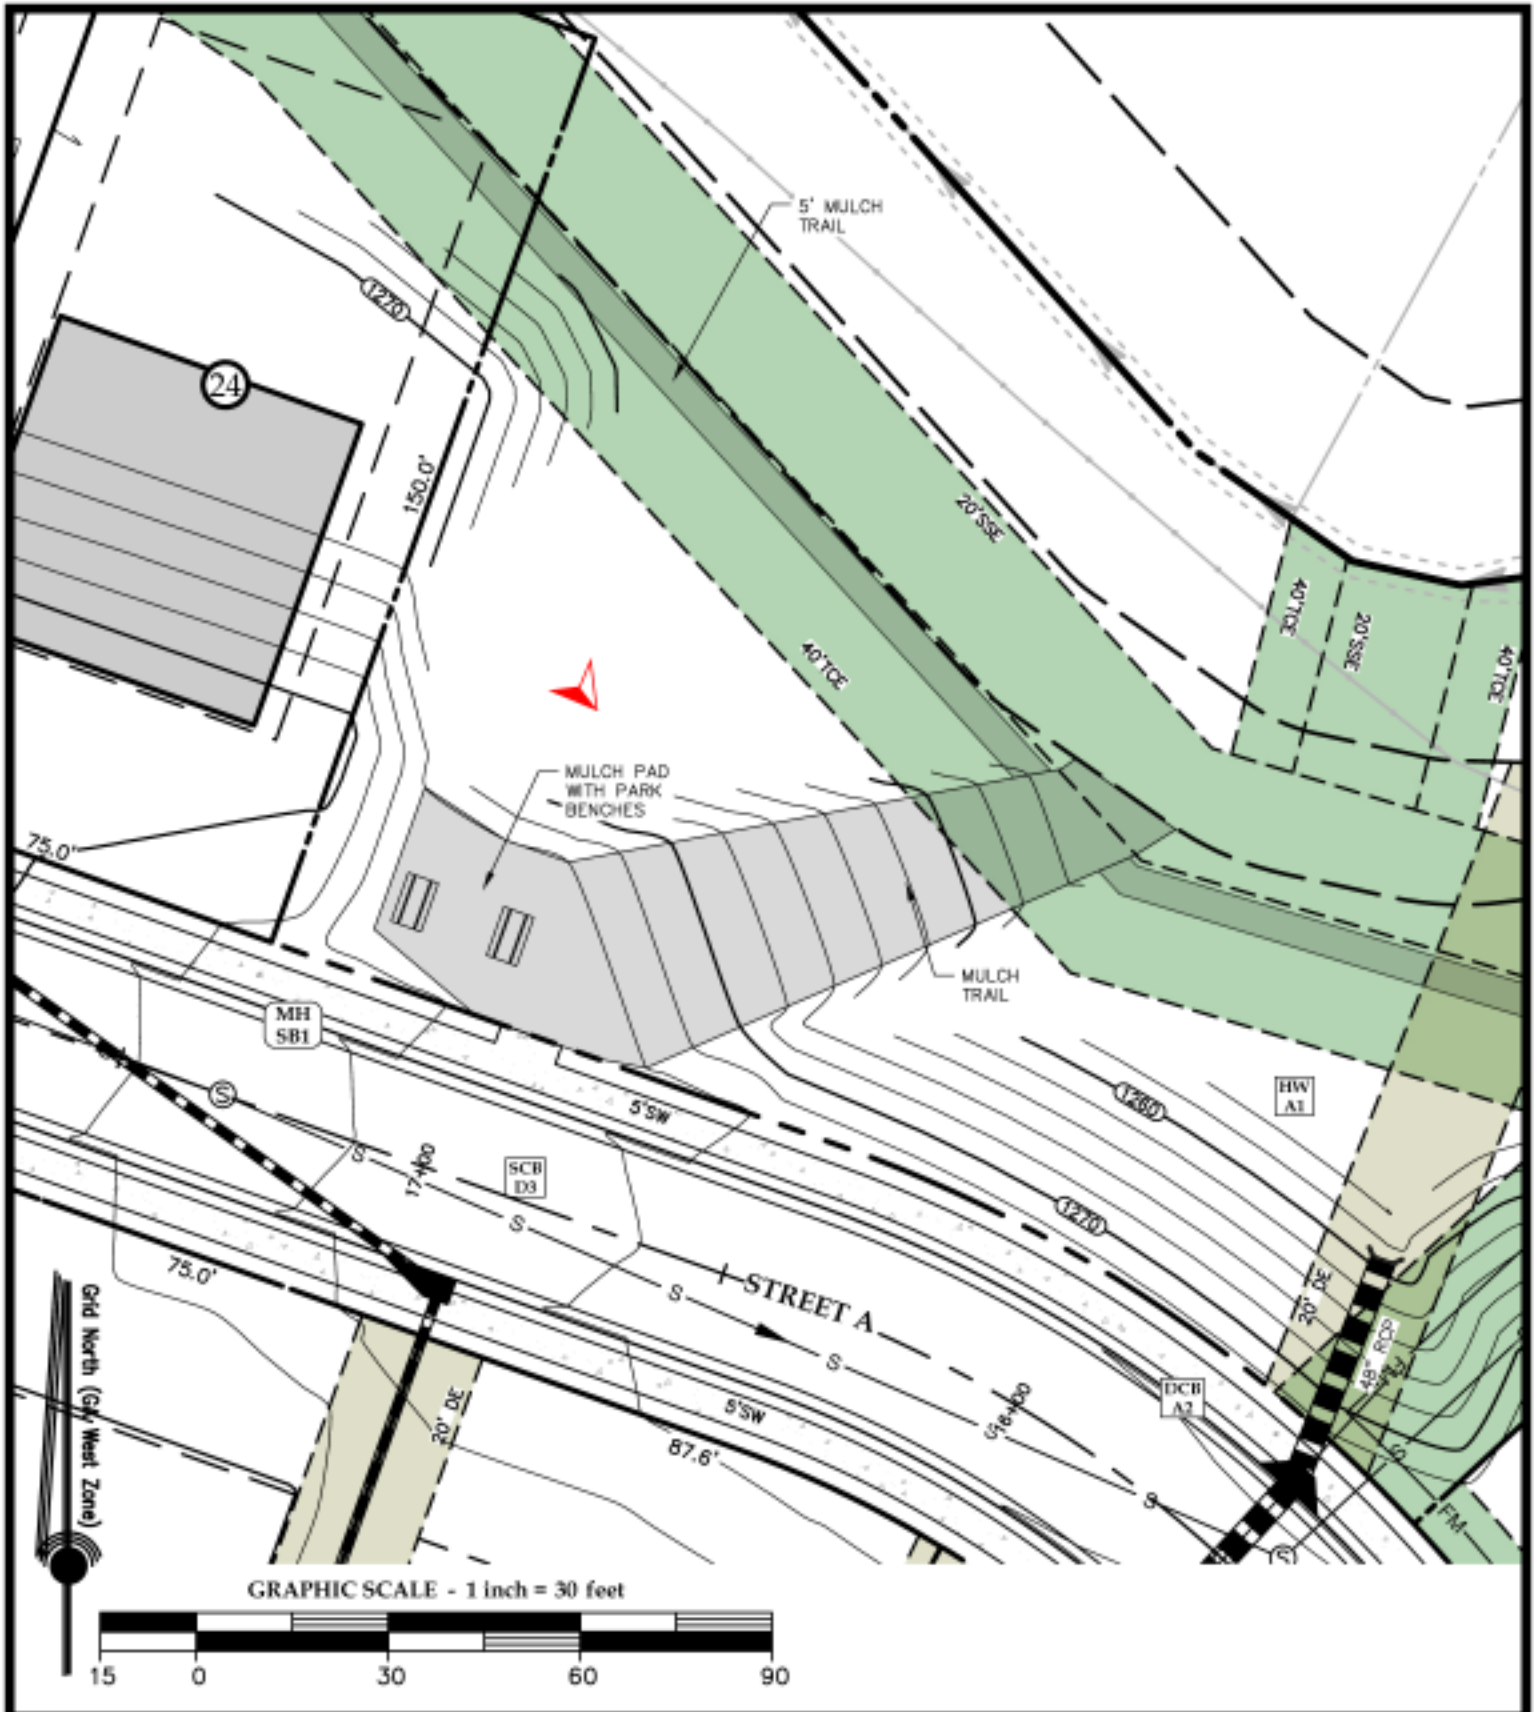 5' MULCH
TRAIL
1270
24
150.0'
20'SSE
40'TCE
20'SSE
40'TCE
40'TCE
MULCH PAD
WITH PARK
BENCHES
75.0'
MULCH
TRAIL
MH
SB1
HW
A1
1260
S
5'SW
17+00
S
SCB
D3
1270
S
75.0'
20' DE
S
STREET A
48" RCP
S
DCB
A2
20' DE
5'SW
S
18+00
87.6'
S
S
FM
S
Grid North (GA West Zone)
GRAPHIC SCALE - 1 inch = 30 feet
15 0 30 60 90